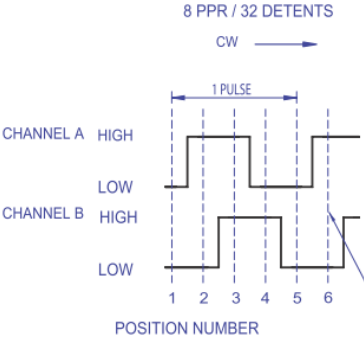 8 PPR / 32 DETENTS
CW
1 PULSE
CHANNEL A HIGH
LOW
CHANNEL B HIGH
LOW
1 2 3 4 5 6
POSITION NUMBER